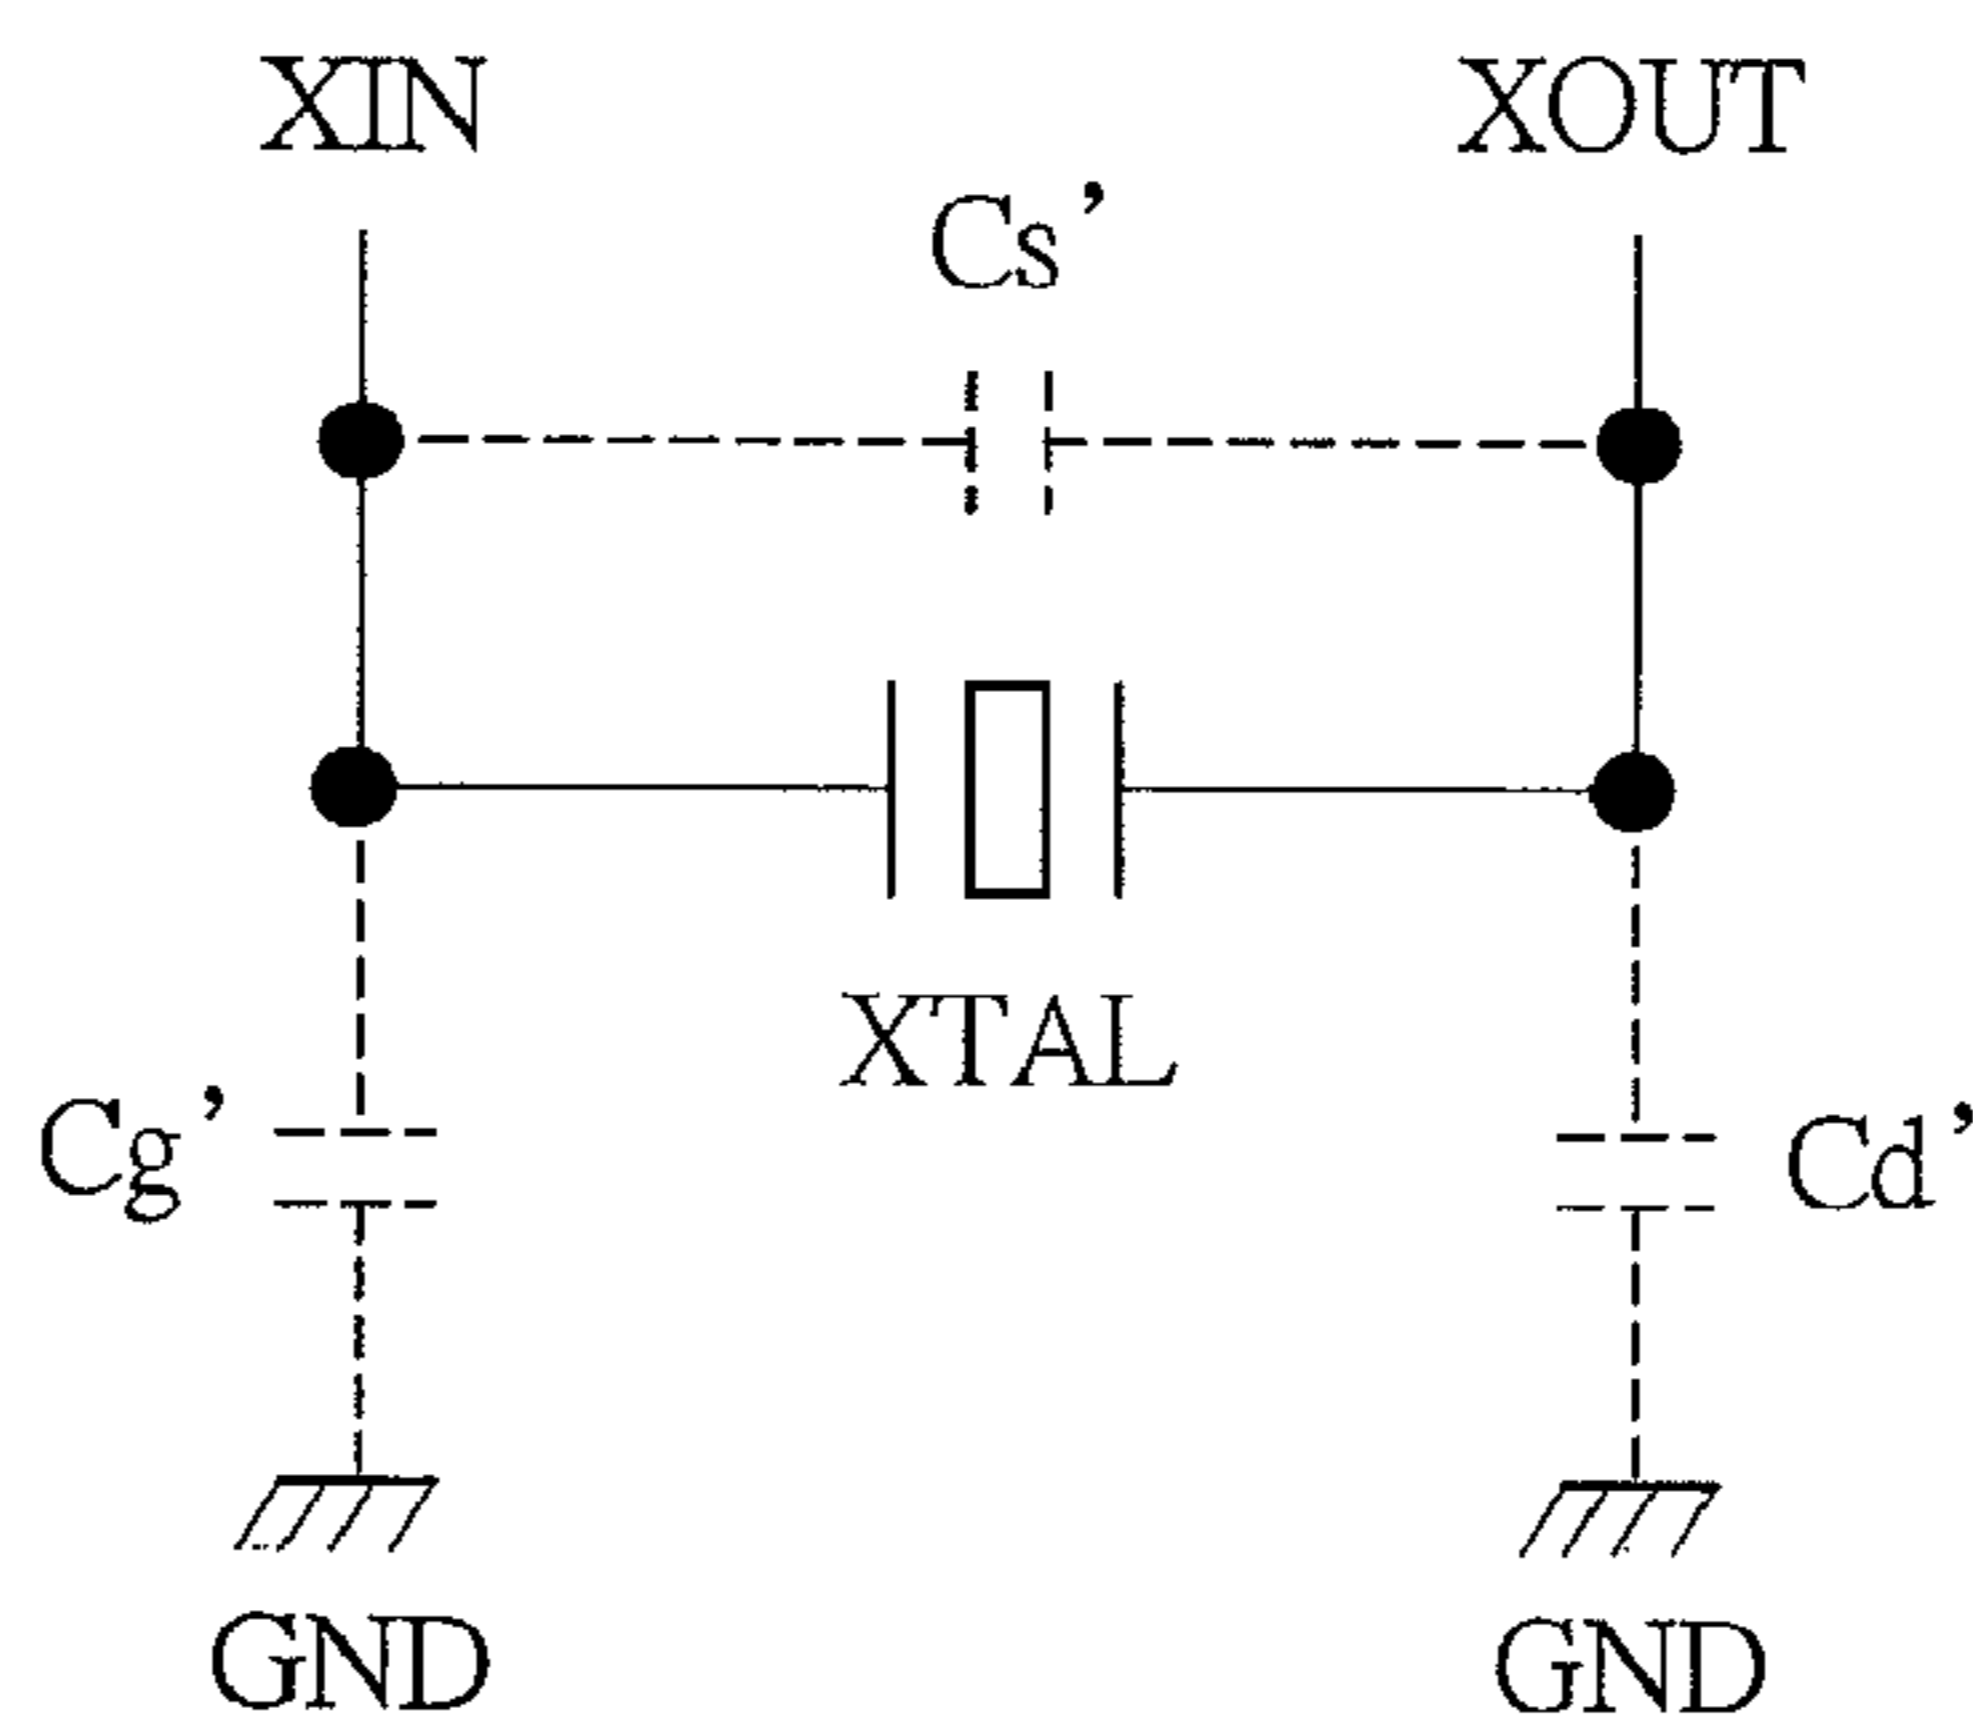 XIN
XOUT
Cs’
XTAL
Cg’
Cd’
GND
GND